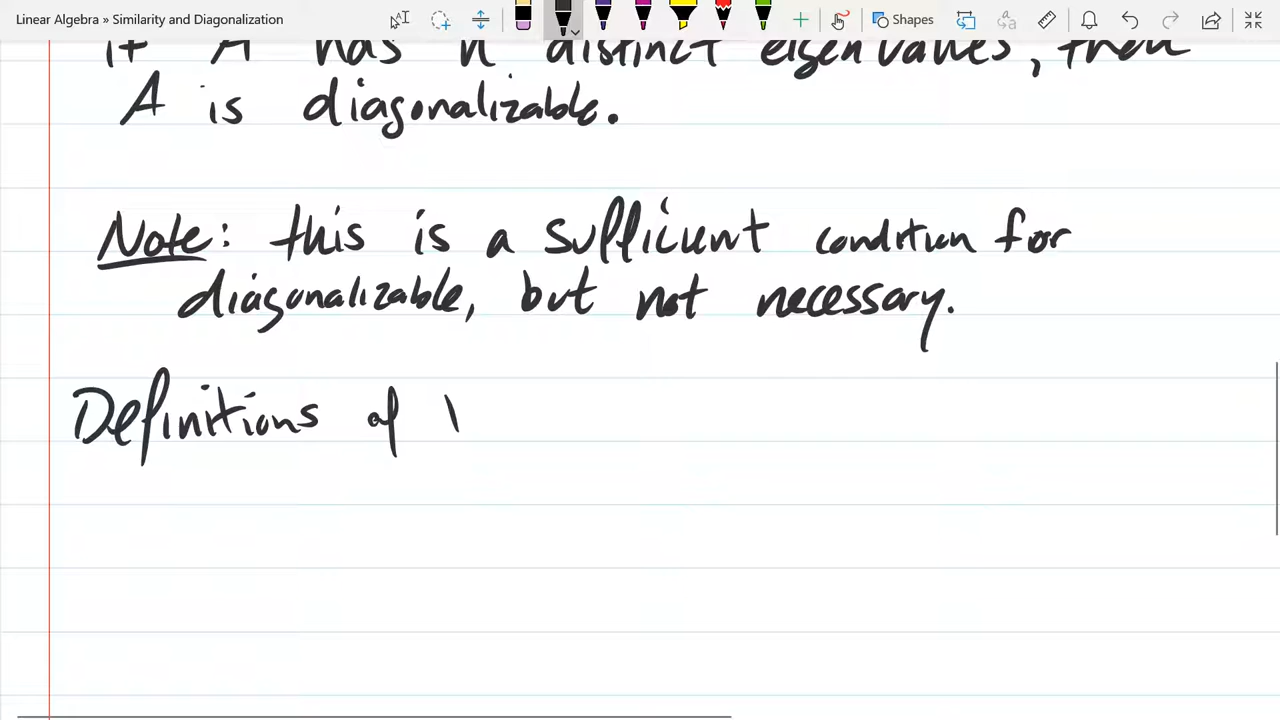 Linear Algebra » Similarity and Diagonalization
Shapes
if A has n distinct eigenvalues, then
A is diagonalizable.
Note: this is a sufficient condition for
diagonalizable, but not necessary.
Definitions of